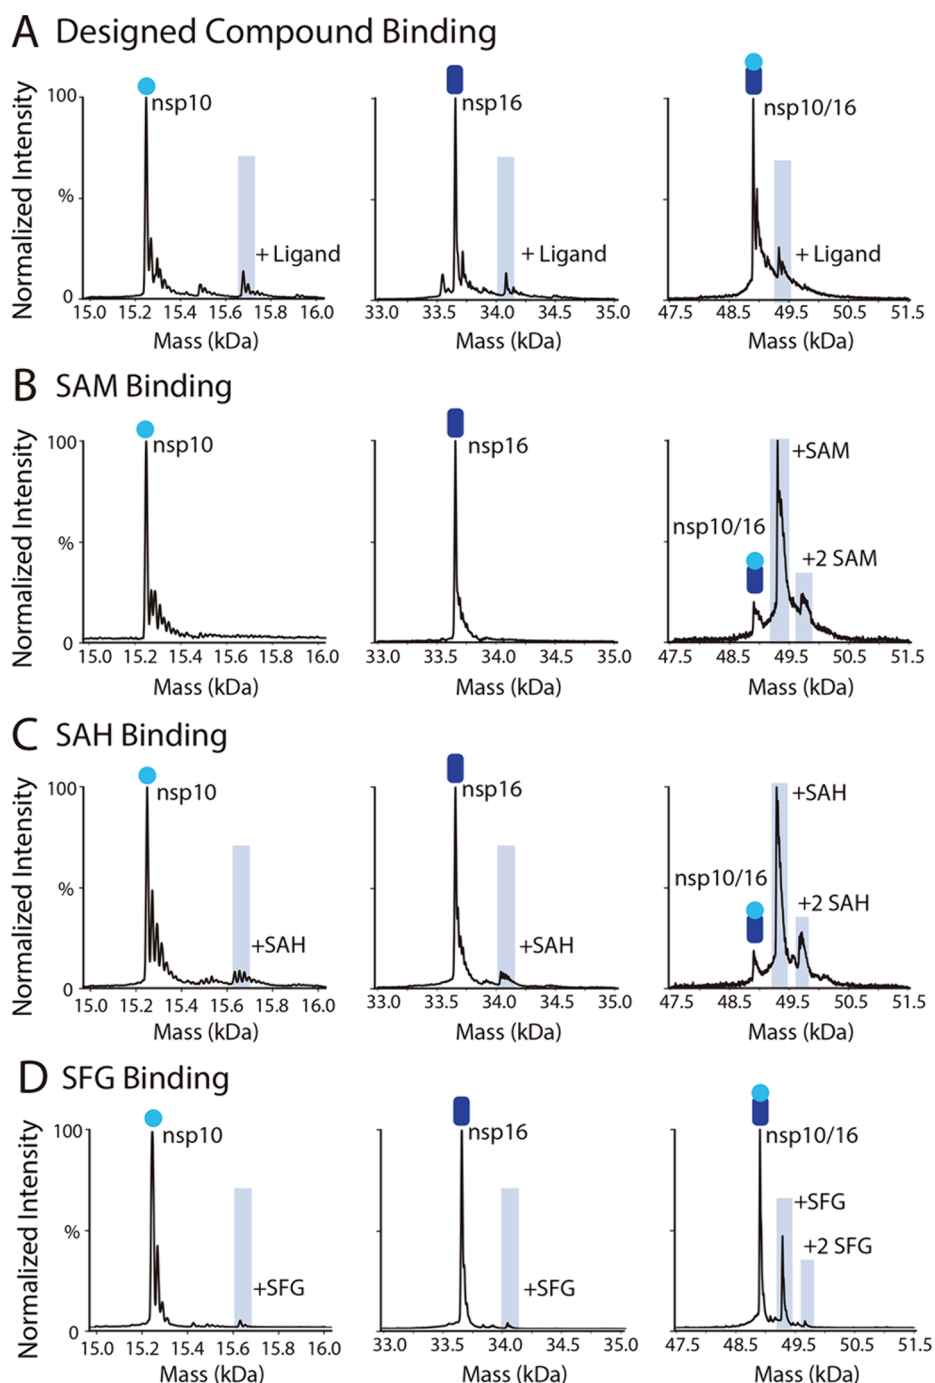 A Designed Compound Binding
Normalized Intensity
100
%
0
nsp10
+ Ligand
15.0 15.2 15.4 15.6 15.8 16.0
Mass (kDa)
nsp16
+ Ligand
33.0 33.5 34.0 34.5 35.0
Mass (kDa)
nsp10/16
+ Ligand
47.5 48.5 49.5 50.5 51.5
Mass (kDa)
B SAM Binding
Normalized Intensity
100
%
0
nsp10
15.0 15.2 15.4 15.6 15.8 16.0
Mass (kDa)
nsp16
33.0 33.5 34.0 34.5 35.0
Mass (kDa)
+SAM
nsp10/16
+2 SAM
47.5 48.5 49.5 50.5 51.5
Mass (kDa)
C SAH Binding
Normalized Intensity
100
%
0
nsp10
+SAH
15.0 15.2 15.4 15.6 15.8 16.0
Mass (kDa)
nsp16
+SAH
33.0 33.5 34.0 34.5 35.0
Mass (kDa)
+SAH
nsp10/16
+2 SAH
47.5 48.5 49.5 50.5 51.5
Mass (kDa)
D SFG Binding
Normalized Intensity
100
%
0
nsp10
+SFG
15.0 15.2 15.4 15.6 15.8 16.0
Mass (kDa)
nsp16
+SFG
33.0 33.5 34.0 34.5 35.0
Mass (kDa)
nsp10/16
+SFG
+2 SFG
47.5 48.5 49.5 50.5 51.5
Mass (kDa)